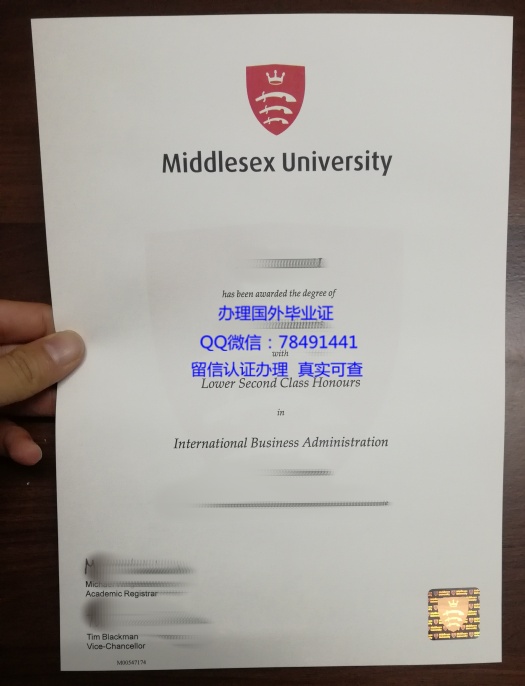 Middlesex University
has been awarded the degree of
办理国外毕业证
QQ微信：78491441
with
留信认证办理 真实可查
Lower Second Class Honours
in
International Business Administration
Academic Registrar
Tim Blackman
Vice-Chancellor
M00547174